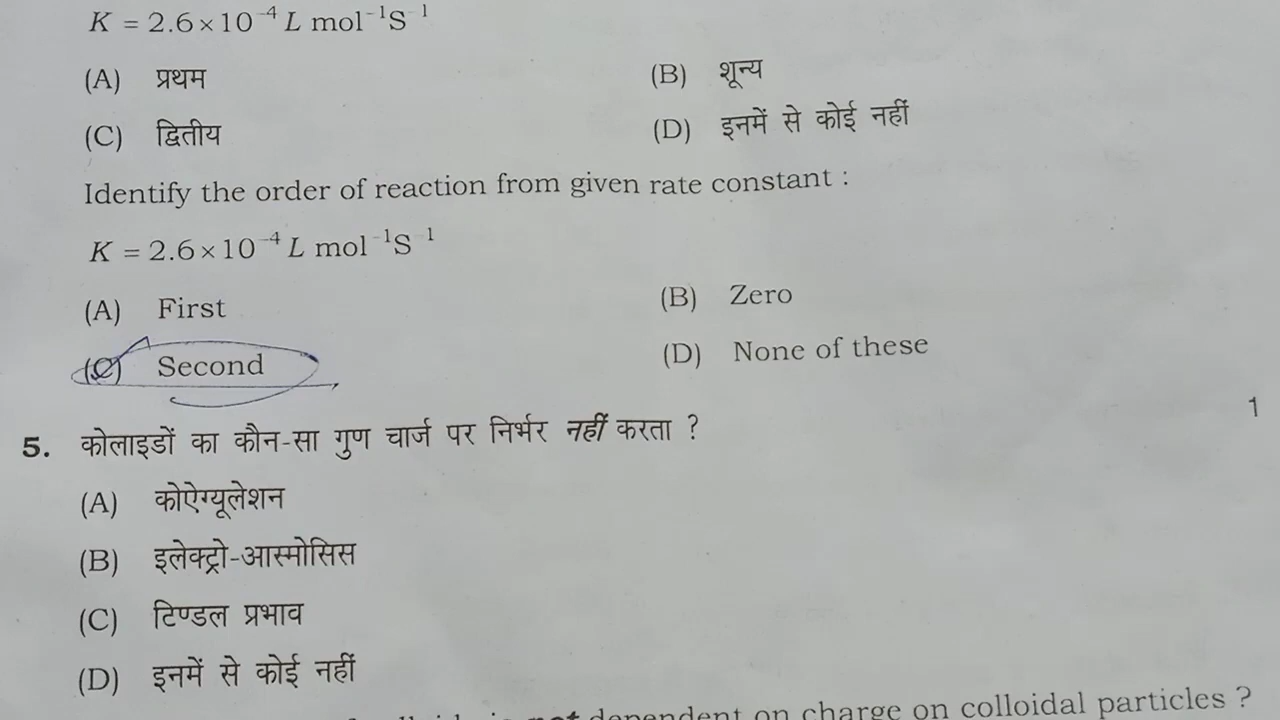 K = 2.6×10⁻⁴ L mol⁻¹S⁻¹
(A) प्रथम (B) शून्य
(C) द्वितीय (D) इनमें से कोई नहीं
Identify the order of reaction from given rate constant :
K = 2.6×10⁻⁴ L mol⁻¹S⁻¹
(A) First (B) Zero
(C) Second (D) None of these
1
5. कोलाइडों का कौन-सा गुण चार्ज पर निर्भर नहीं करता ?
(A) कोऐग्यूलेशन
(B) इलेक्ट्रो-आस्मोसिस
(C) टिण्डल प्रभाव
(D) इनमें से कोई नहीं
not dependent on charge on colloidal particles ?